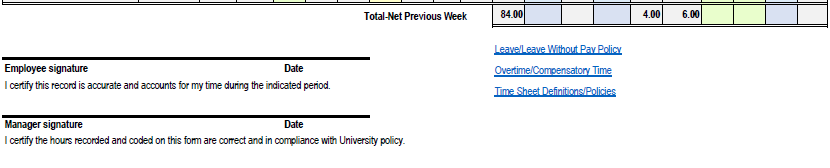 Total-Net Previous Week 84.00 4.00 6.00
Leave/Leave Without Pay Policy
Employee signature Date
Overtime/Compensatory Time
I certify this record is accurate and accounts for my time during the indicated period.
Time Sheet Definitions/Policies
Manager signature Date
I certify the hours recorded and coded on this form are correct and in compliance with University policy.